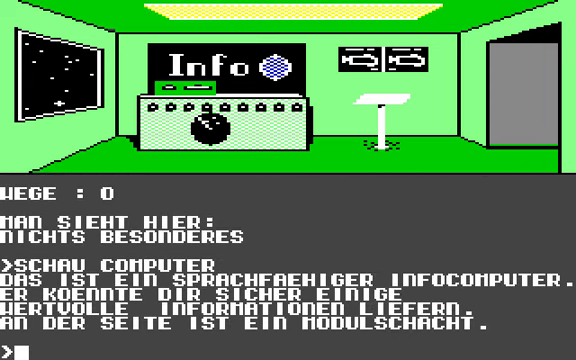 Info
WEGE : O
MAN SIEHT HIER:
NICHTS BESONDERES
>SCHAU COMPUTER
DAS IST EIN SPRACHFAEHIGER INFOCOMPUTER.
ER KOENNTE DIR SICHER EINIGE
WERTVOLLE  INFORMATIONEN LIEFERN.
AN DER SEITE IST EIN MODULSCHACHT.
>